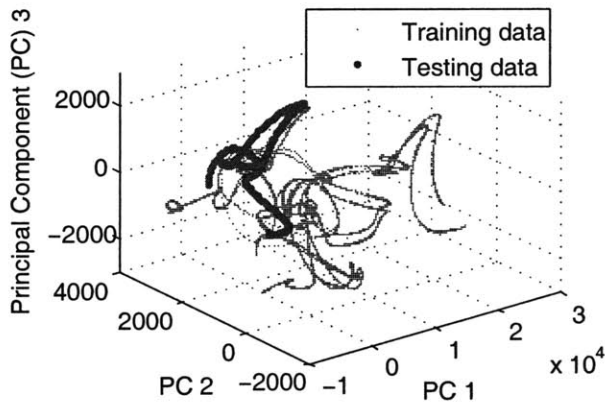 Training data
Testing data
Principal Component (PC) 3
2000
0
−2000
4000
2000
0
−2000
PC 2
−1
0
1
2
3
x 10^4
PC 1